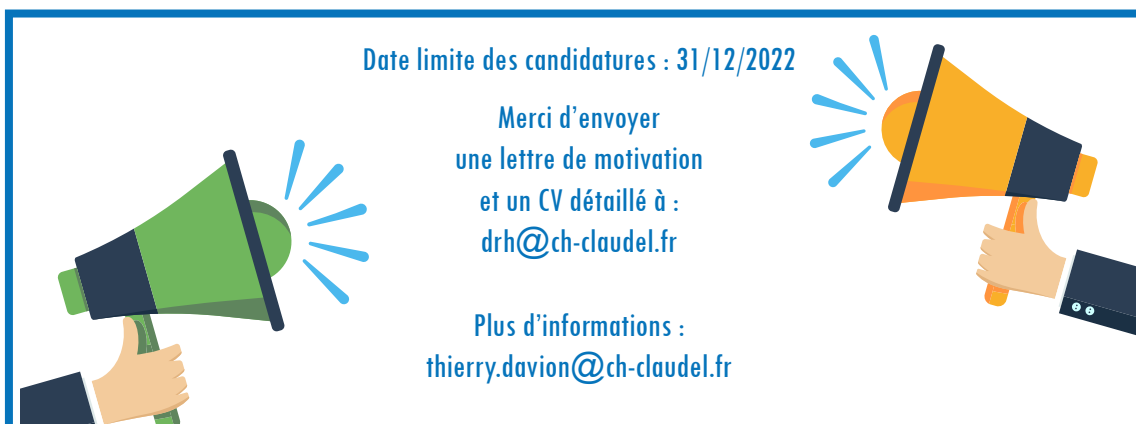 Date limite des candidatures : 31/12/2022
Merci d’envoyer
une lettre de motivation
et un CV détaillé à :
drh@ch-claudel.fr
Plus d’informations :
thierry.davion@ch-claudel.fr